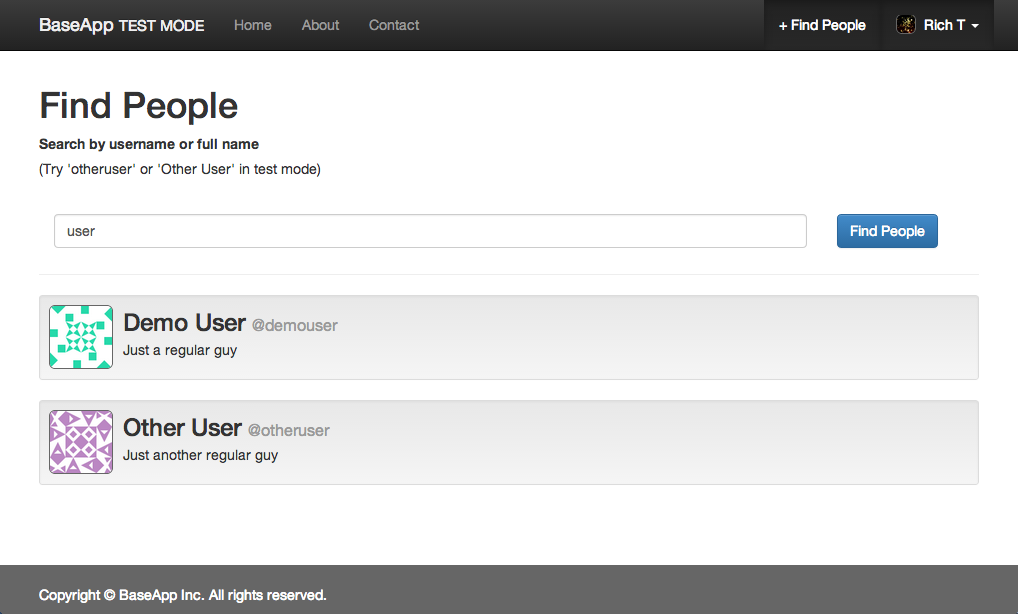 BaseApp TEST MODE Home About Contact + Find People Rich T
Find People
Search by username or full name
(Try 'otheruser' or 'Other User' in test mode)
user Find People
Demo User @demouser
Just a regular guy
Other User @otheruser
Just another regular guy
Copyright © BaseApp Inc. All rights reserved.